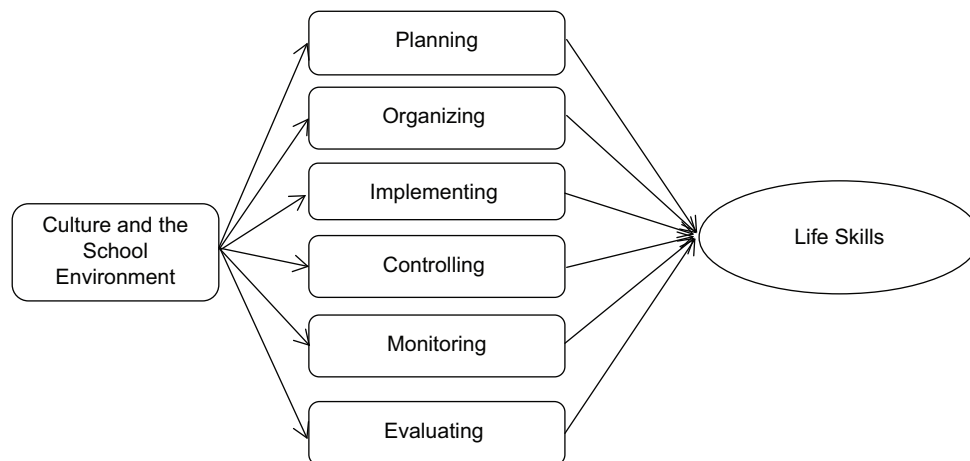 Planning
Organizing
Implementing
Culture and the
School
Environment
Life Skills
Controlling
Monitoring
Evaluating